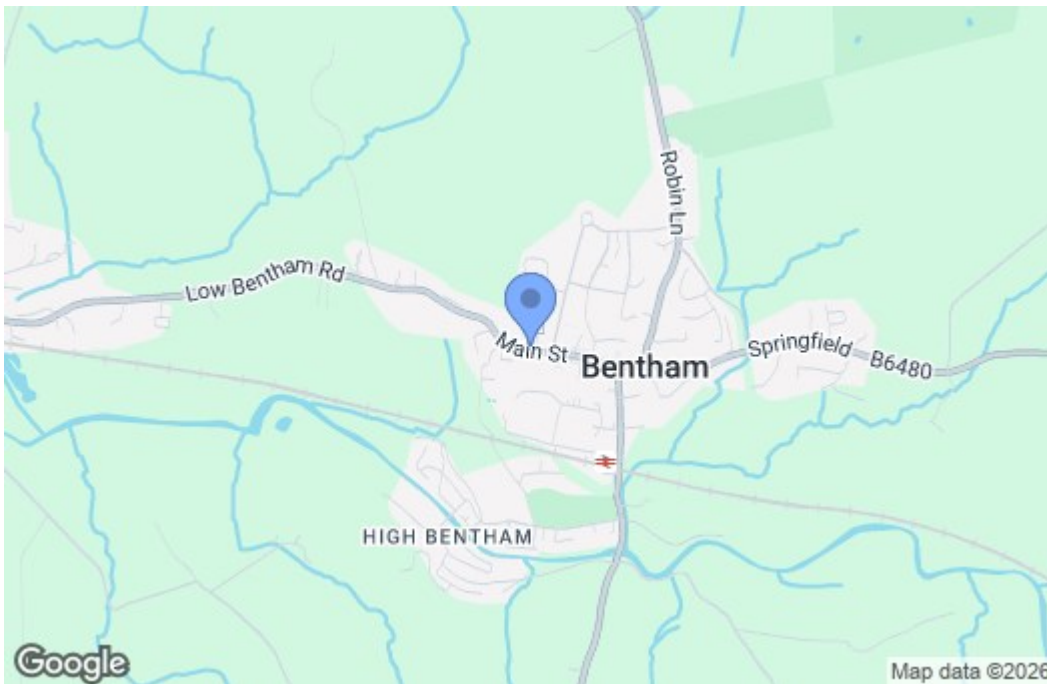 Robin Ln
Low Bentham Rd
Main St
Bentham
Springfield
B6480
HIGH BENTHAM
Google
Map data ©2026